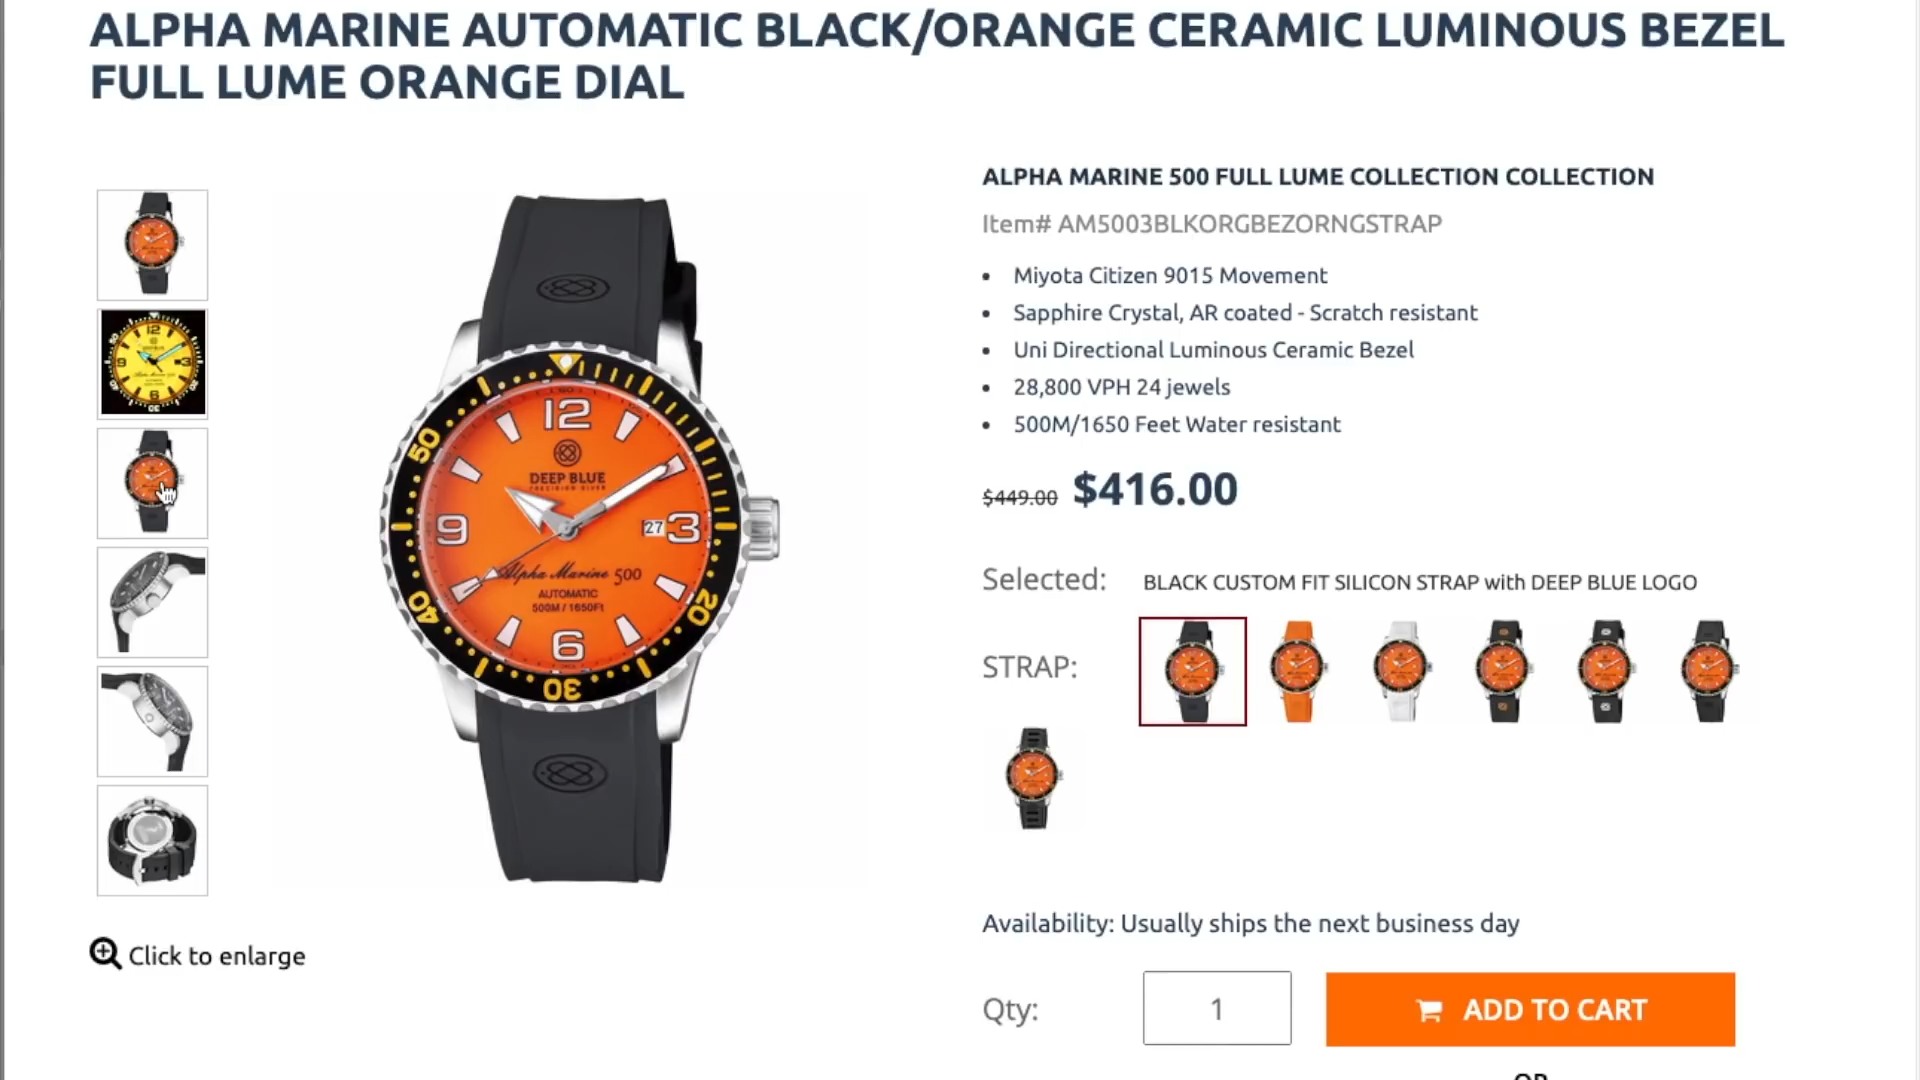 ALPHA MARINE AUTOMATIC BLACK/ORANGE CERAMIC LUMINOUS BEZEL
FULL LUME ORANGE DIAL
12
50
DEEP BLUE
PRECISION DIVER
9
27
3
Alpha Marine 500
AUTOMATIC
500M / 1650Ft
40
20
6
30
Click to enlarge
ALPHA MARINE 500 FULL LUME COLLECTION COLLECTION
Item# AM5003BLKORGBEZORNGSTRAP
• Miyota Citizen 9015 Movement
• Sapphire Crystal, AR coated - Scratch resistant
• Uni Directional Luminous Ceramic Bezel
• 28,800 VPH 24 jewels
• 500M/1650 Feet Water resistant
$449.00 $416.00
Selected: BLACK CUSTOM FIT SILICON STRAP with DEEP BLUE LOGO
STRAP:
Availability: Usually ships the next business day
Qty: 1 ADD TO CART
OR